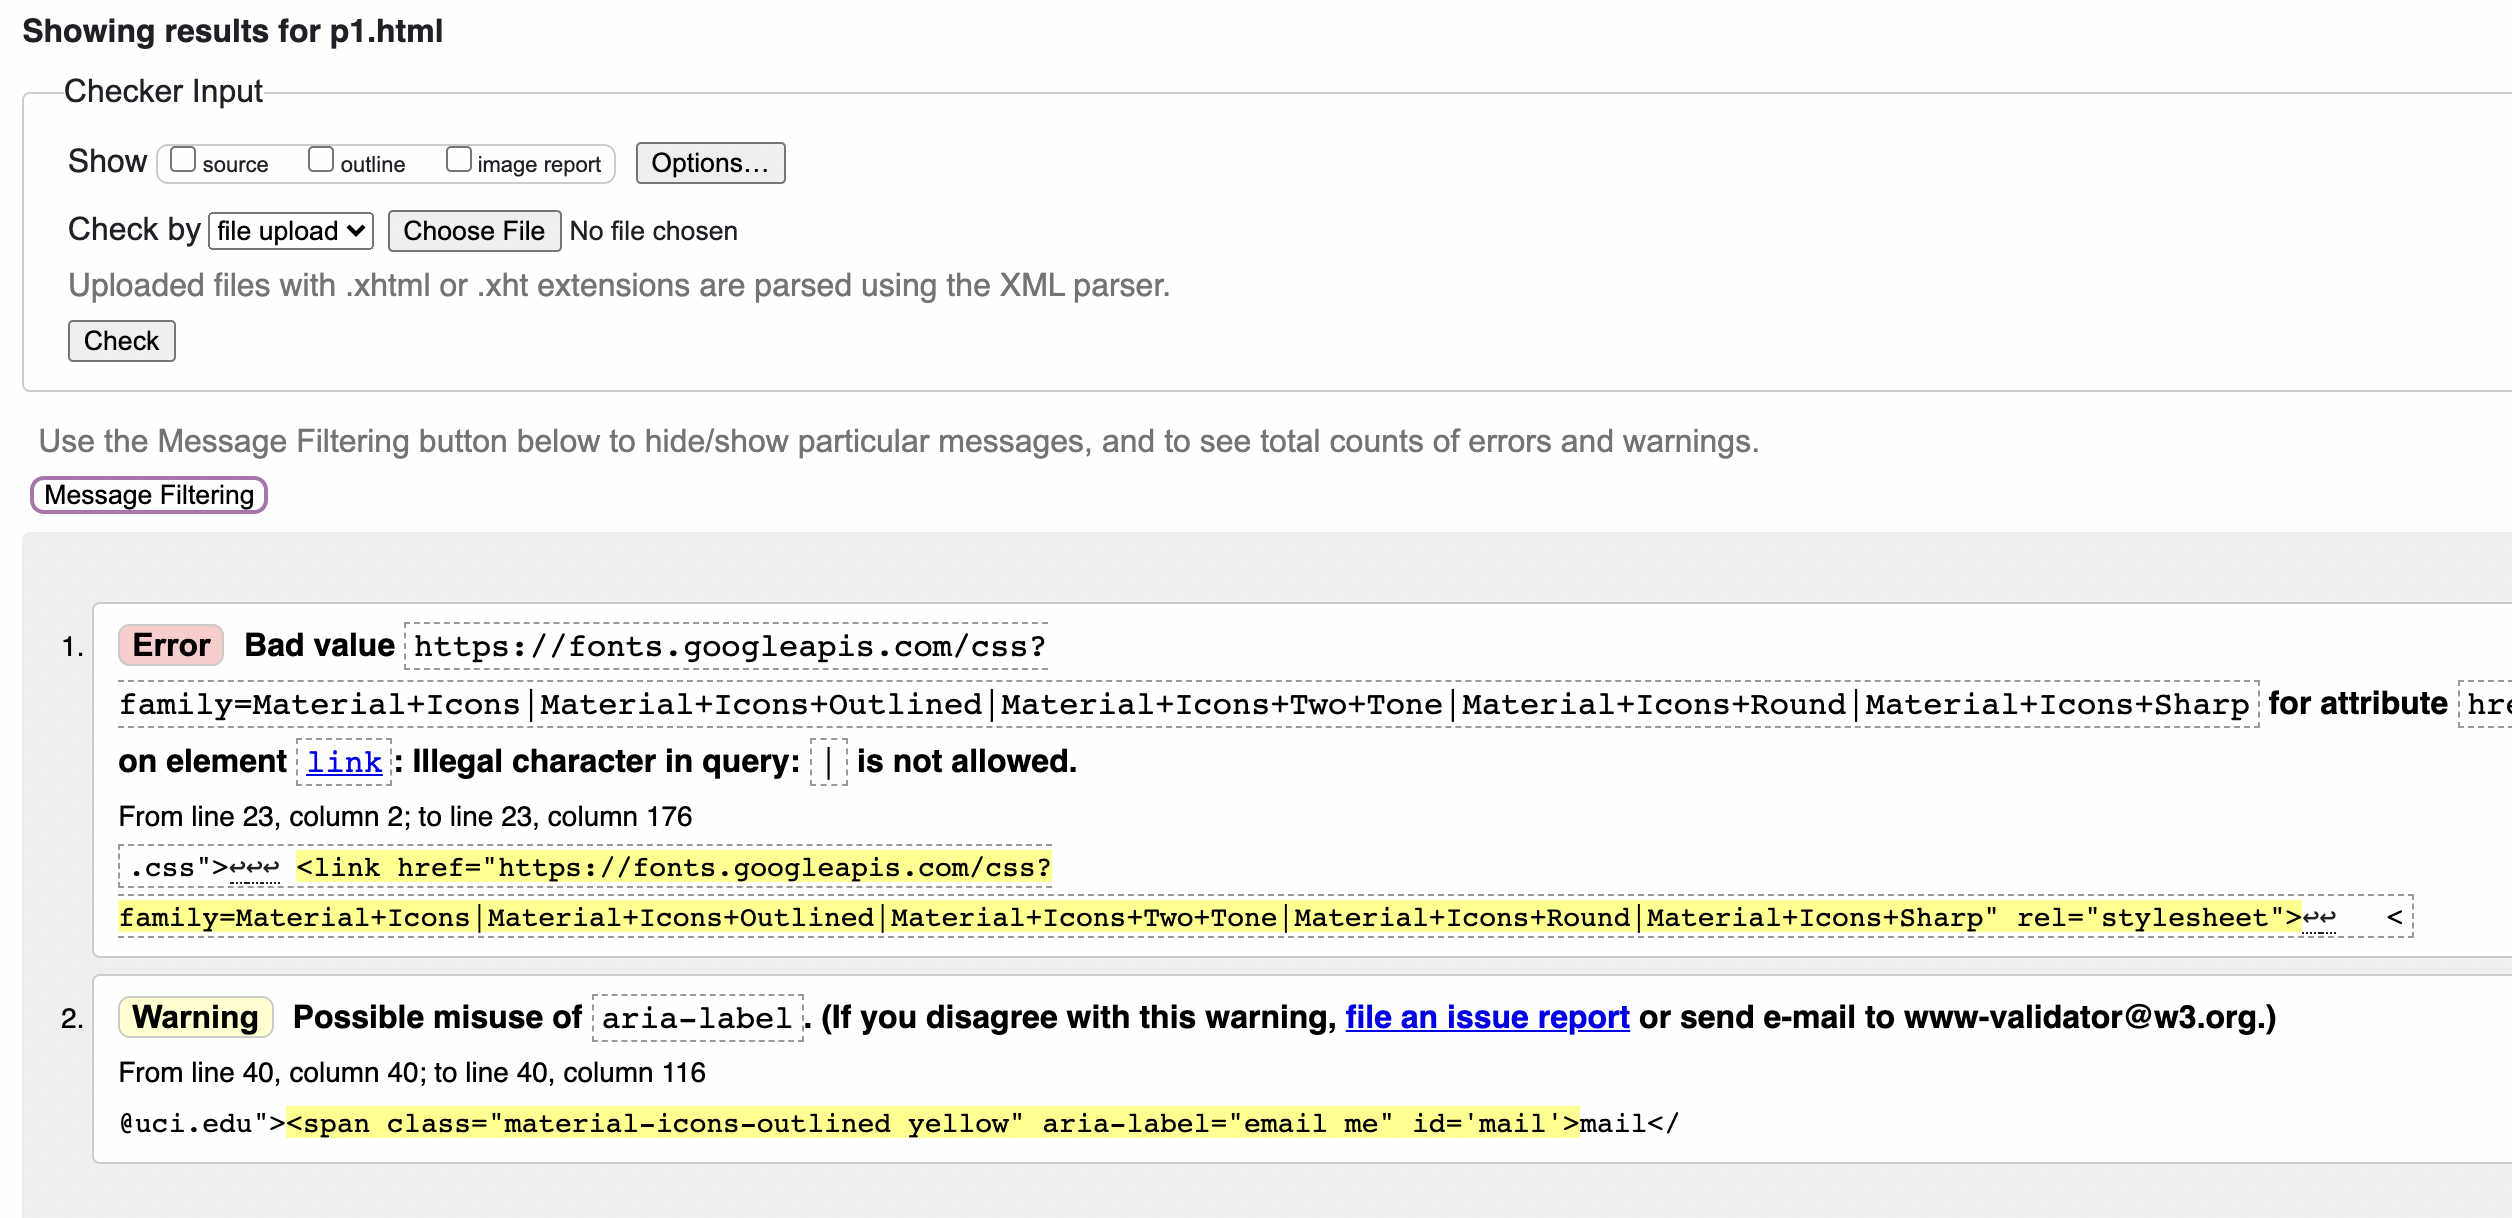 Showing results for p1.html
Checker Input
Show source outline image report Options...
Check by file upload Choose File No file chosen
Uploaded files with .xhtml or .xht extensions are parsed using the XML parser.
Check
Use the Message Filtering button below to hide/show particular messages, and to see total counts of errors and warnings.
Message Filtering
1. Error Bad value https://fonts.googleapis.com/css?
family=Material+Icons|Material+Icons+Outlined|Material+Icons+Two+Tone|Material+Icons+Round|Material+Icons+Sharp for attribute
on element link: Illegal character in query: | is not allowed.
From line 23, column 2; to line 23, column 176
.css">↩↩↩ <link href="https://fonts.googleapis.com/css?
family=Material+Icons|Material+Icons+Outlined|Material+Icons+Two+Tone|Material+Icons+Round|Material+Icons+Sharp" rel="stylesheet">↩↩ <
2. Warning Possible misuse of aria-label. (If you disagree with this warning, file an issue report or send e-mail to www-validator@w3.org.)
From line 40, column 40; to line 40, column 116
@uci.edu"><span class="material-icons-outlined yellow" aria-label="email me" id='mail'>mail</